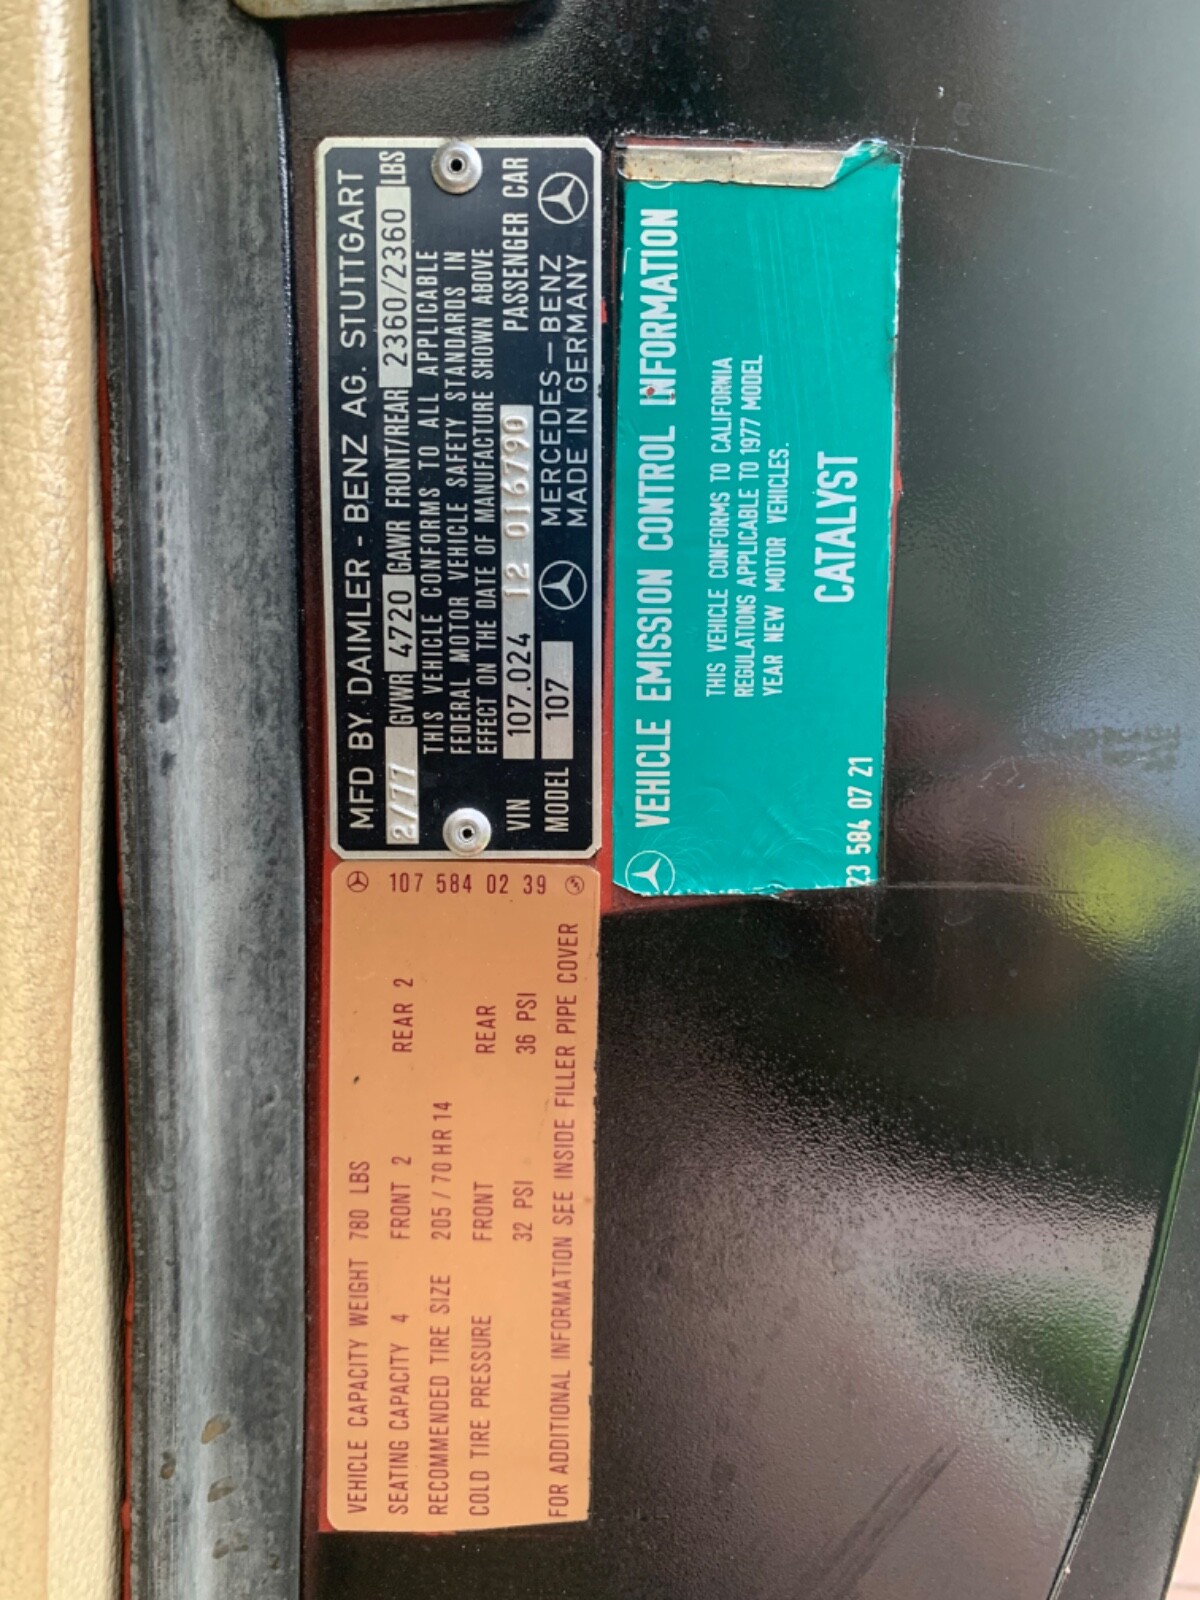 MFD BY DAIMLER - BENZ AG. STUTTGART
2/77 GVWR 4720 GAWR FRONT/REAR 2360/2360 LBS
THIS VEHICLE CONFORMS TO ALL APPLICABLE
FEDERAL MOTOR VEHICLE SAFETY STANDARDS IN
EFFECT ON THE DATE OF MANUFACTURE SHOWN ABOVE
VIN 107.024 12 016790 PASSENGER CAR
MODEL 107 MERCEDES-BENZ
MADE IN GERMANY
VEHICLE EMISSION CONTROL INFORMATION
THIS VEHICLE CONFORMS TO CALIFORNIA
REGULATIONS APPLICABLE TO 1977 MODEL
YEAR NEW MOTOR VEHICLES.
CATALYST
23 584 07 21
107 584 02 39
VEHICLE CAPACITY WEIGHT 780 LBS
SEATING CAPACITY 4 FRONT 2 REAR 2
RECOMMENDED TIRE SIZE 205/70 HR 14
COLD TIRE PRESSURE FRONT REAR
32 PSI 36 PSI
FOR ADDITIONAL INFORMATION SEE INSIDE FILLER PIPE COVER